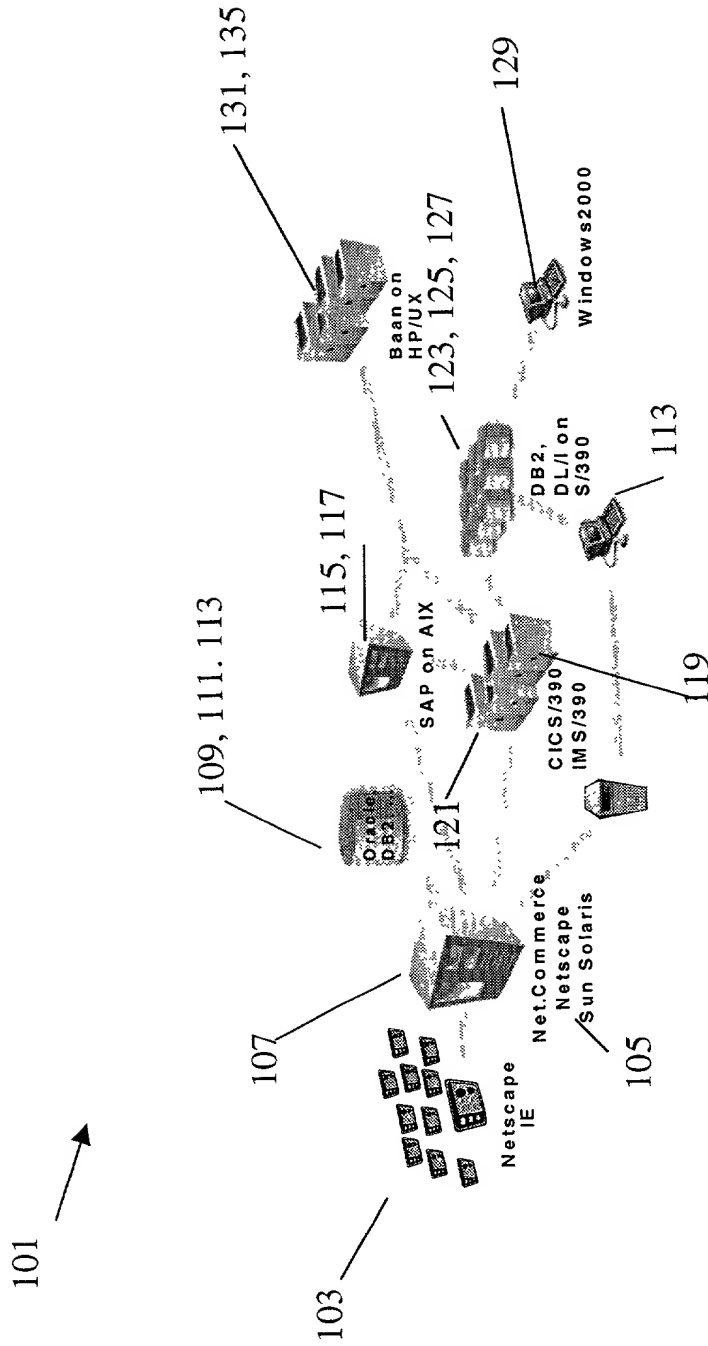 101
103
107
109, 111. 113
115, 117
131, 135
Netscape
IE
Net.Commerce
Netscape
Sun Solaris
105
Oracle,
DB2...
121
SAP on AIX
CICS/390
IMS/390
119
Baan on
HP/UX
123, 125, 127
DB2,
DL/I on
S/390
113
Windows2000
129